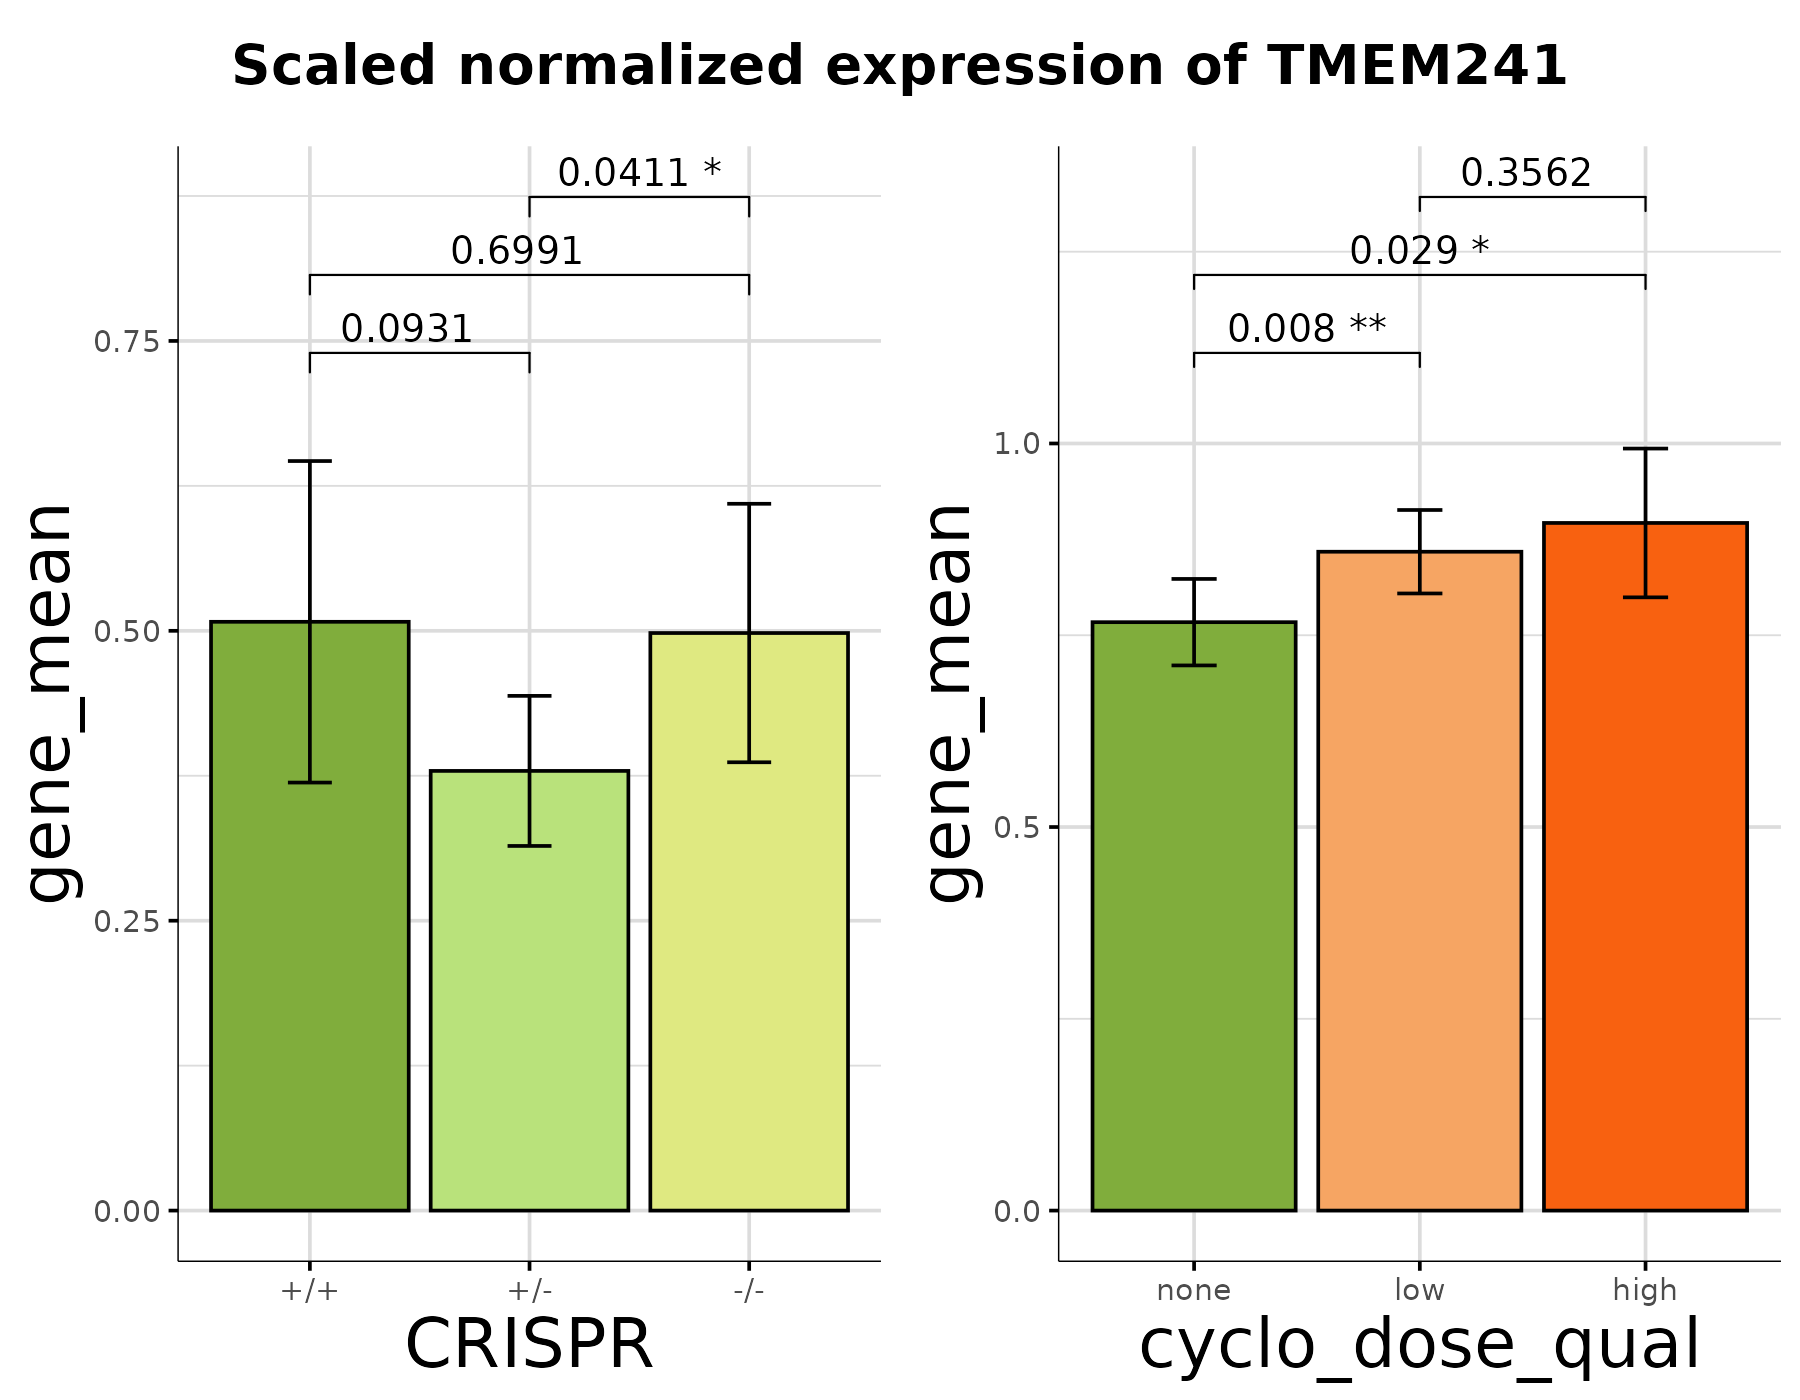 Scaled normalized expression of TMEM241
0.0411 *
0.6991
0.0931
0.75
0.50
0.25
0.00
gene_mean
+/+ +/- -/-
CRISPR
0.3562
0.029 *
0.008 **
1.0
0.5
0.0
gene_mean
none low high
cyclo_dose_qual